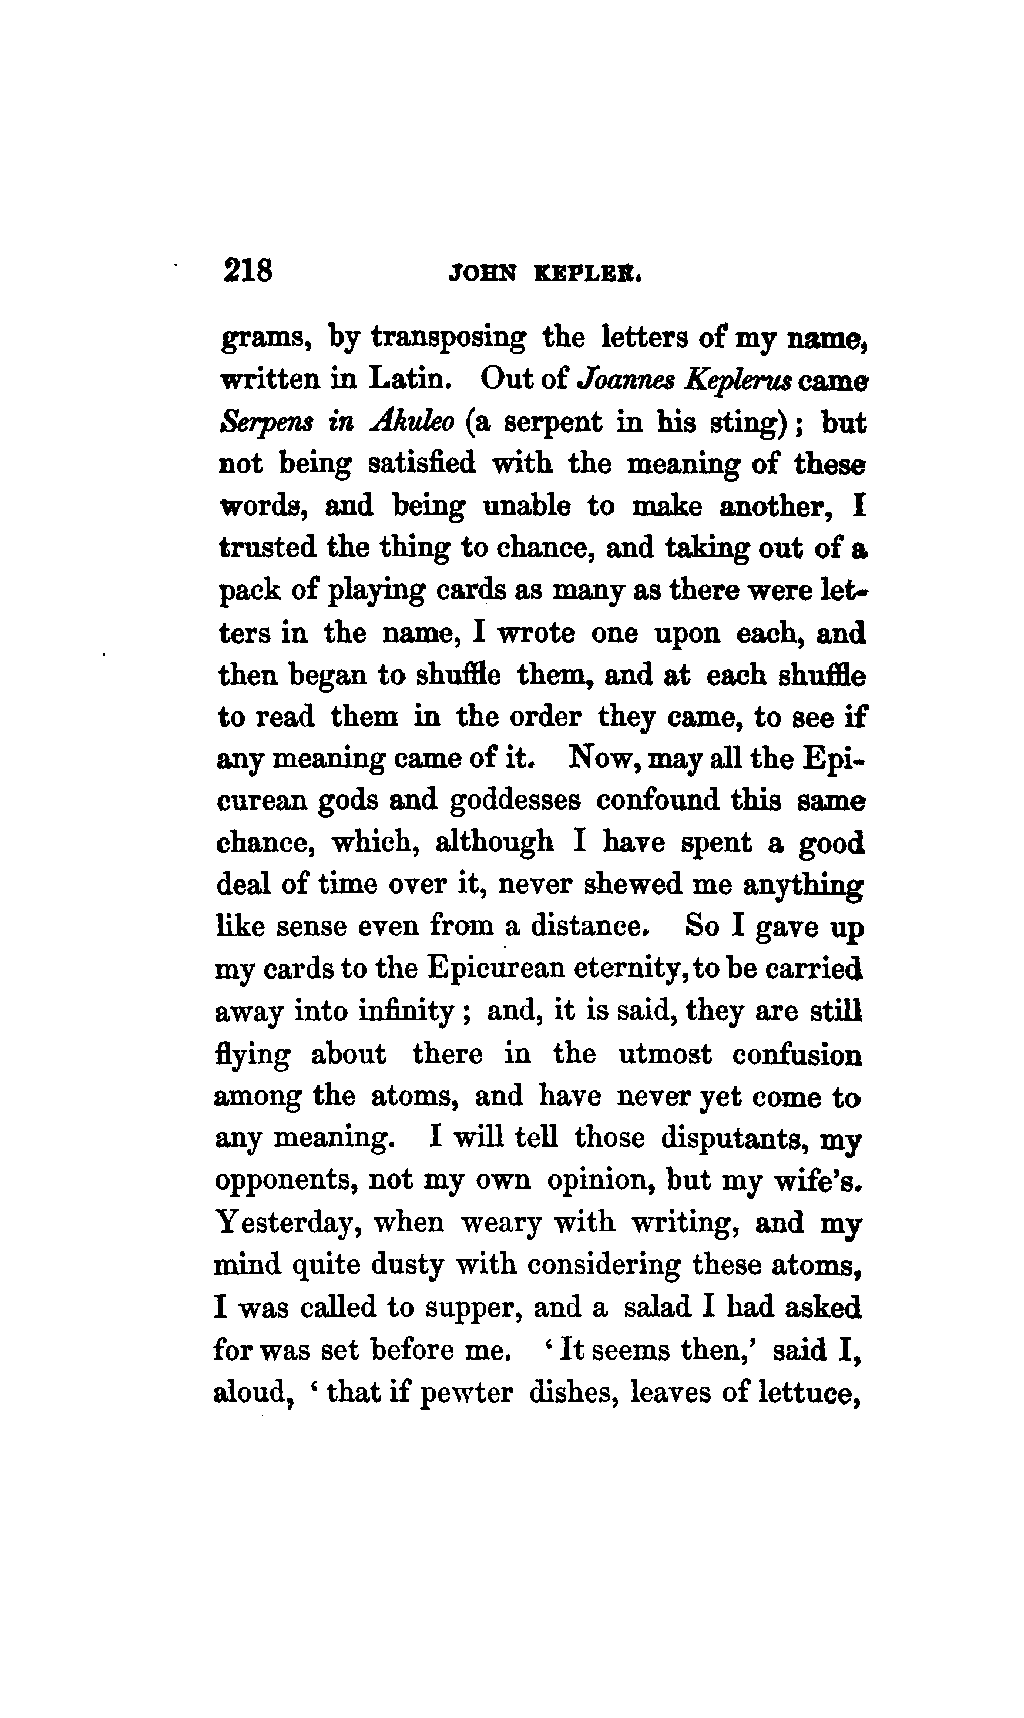 218 JOHN KEPLER.
grams, by transposing the letters of my name,
written in Latin. Out of Joannes Keplerus came
Serpens in Akuleo (a serpent in his sting); but
not being satisfied with the meaning of these
words, and being unable to make another, I
trusted the thing to chance, and taking out of a
pack of playing cards as many as there were let-
ters in the name, I wrote one upon each, and
then began to shuffle them, and at each shuffle
to read them in the order they came, to see if
any meaning came of it. Now, may all the Epi-
curean gods and goddesses confound this same
chance, which, although I have spent a good
deal of time over it, never shewed me anything
like sense even from a distance. So I gave up
my cards to the Epicurean eternity, to be carried
away into infinity; and, it is said, they are still
flying about there in the utmost confusion
among the atoms, and have never yet come to
any meaning. I will tell those disputants, my
opponents, not my own opinion, but my wife's.
Yesterday, when weary with writing, and my
mind quite dusty with considering these atoms,
I was called to supper, and a salad I had asked
for was set before me. ‘It seems then,’ said I,
aloud, ‘that if pewter dishes, leaves of lettuce,